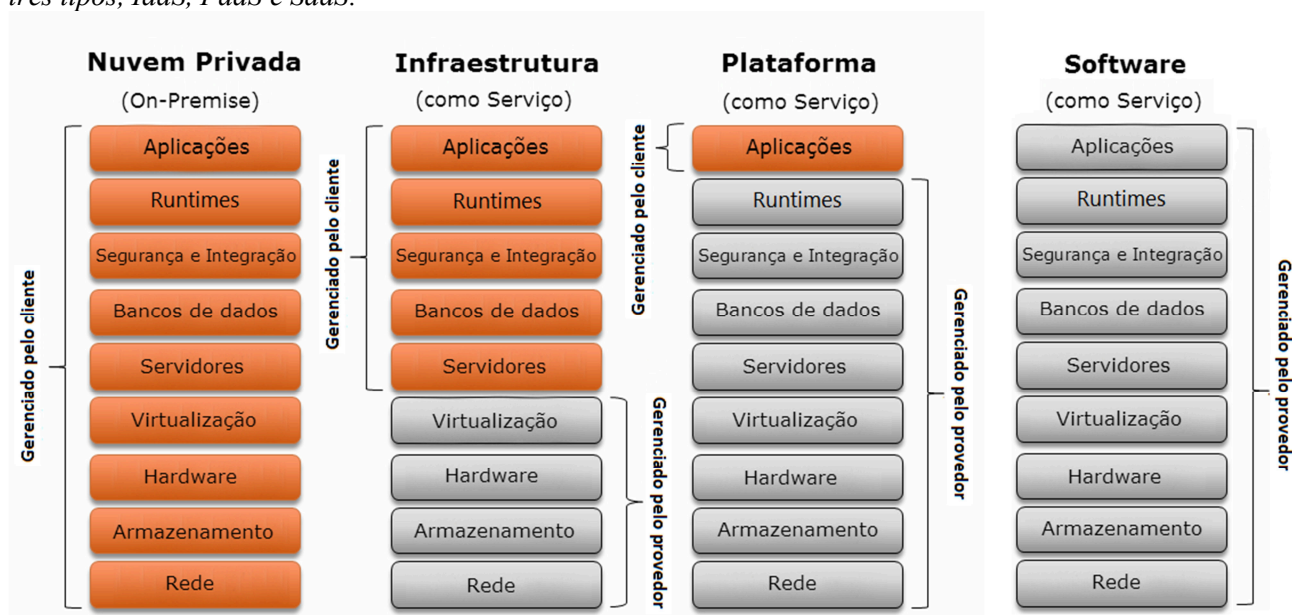 três tipos, IaaS, PaaS e SaaS.
Nuvem Privada
(On-Premise)
Gerenciado pelo cliente
Aplicações
Runtimes
Segurança e Integração
Bancos de dados
Servidores
Virtualização
Hardware
Armazenamento
Rede
Infraestrutura
(como Serviço)
Gerenciado pelo cliente
Aplicações
Runtimes
Segurança e Integração
Bancos de dados
Servidores
Virtualização
Hardware
Armazenamento
Rede
Gerenciado pelo provedor
Plataforma
(como Serviço)
Gerenciado pelo cliente
Aplicações
Runtimes
Segurança e Integração
Bancos de dados
Servidores
Virtualização
Hardware
Armazenamento
Rede
Gerenciado pelo provedor
Software
(como Serviço)
Aplicações
Runtimes
Segurança e Integração
Bancos de dados
Servidores
Virtualização
Hardware
Armazenamento
Rede
Gerenciado pelo provedor